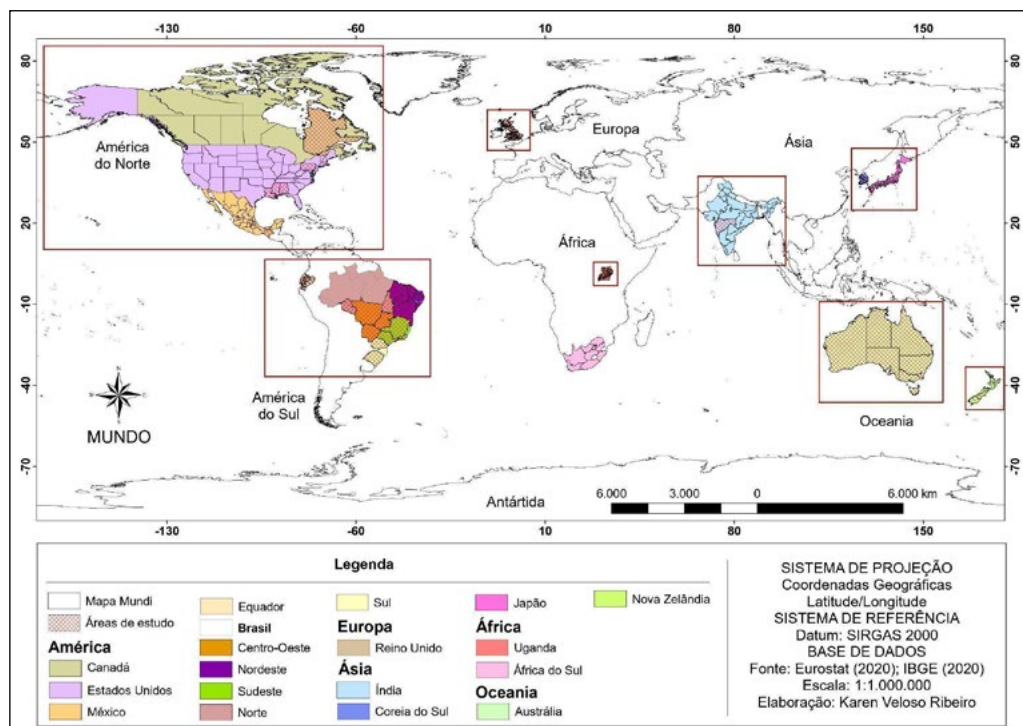 -130 -60 10 80 150
80 80
50 50
20 20
-10 -10
-40 -40
-70 -70
América
do Norte
Europa
Ásia
África
América
do Sul
Oceania
MUNDO
Antártida
6.000 3.000 0 6.000 km
-130 -60 10 80 150
Legenda
Mapa Mundi
Áreas de estudo
América
Canadá
Estados Unidos
México
Equador
Brasil
Centro-Oeste
Nordeste
Sudeste
Norte
Sul
Europa
Reino Unido
Ásia
Índia
Coreia do Sul
Japão
África
Uganda
África do Sul
Oceania
Austrália
Nova Zelândia
SISTEMA DE PROJEÇÃO
Coordenadas Geográficas
Latitude/Longitude
SISTEMA DE REFERÊNCIA
Datum: SIRGAS 2000
BASE DE DADOS
Fonte: Eurostat (2020); IBGE (2020)
Escala: 1:1.000.000
Elaboração: Karen Veloso Ribeiro